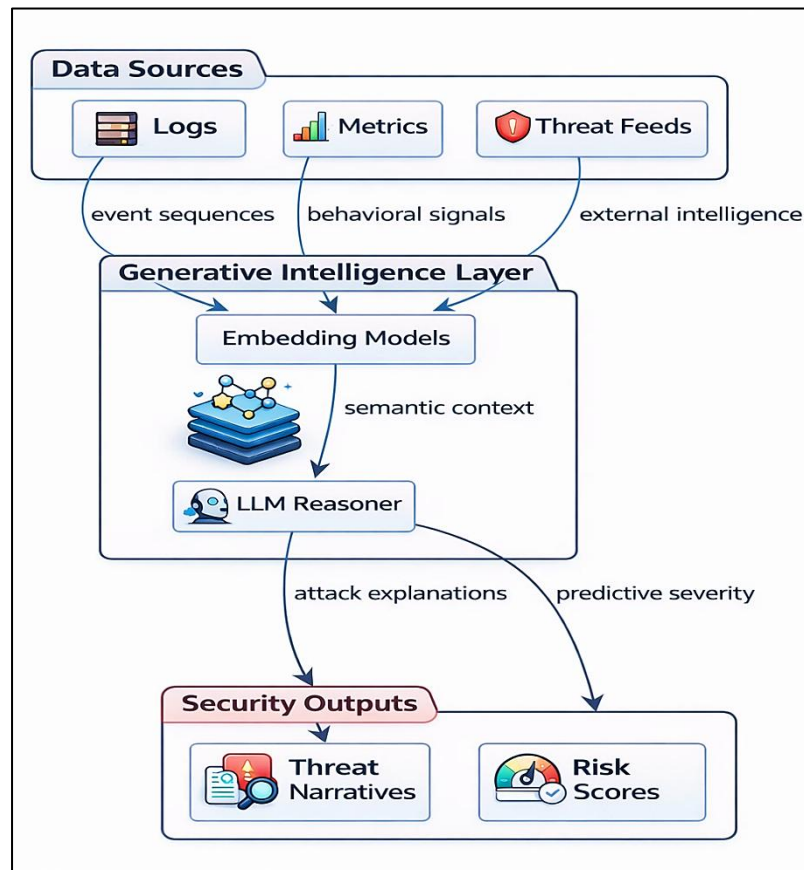 Data Sources
Logs
Metrics
Threat Feeds
event sequences
behavioral signals
external intelligence
Generative Intelligence Layer
Embedding Models
semantic context
LLM Reasoner
attack explanations
predictive severity
Security Outputs
Threat
Narratives
Risk
Scores